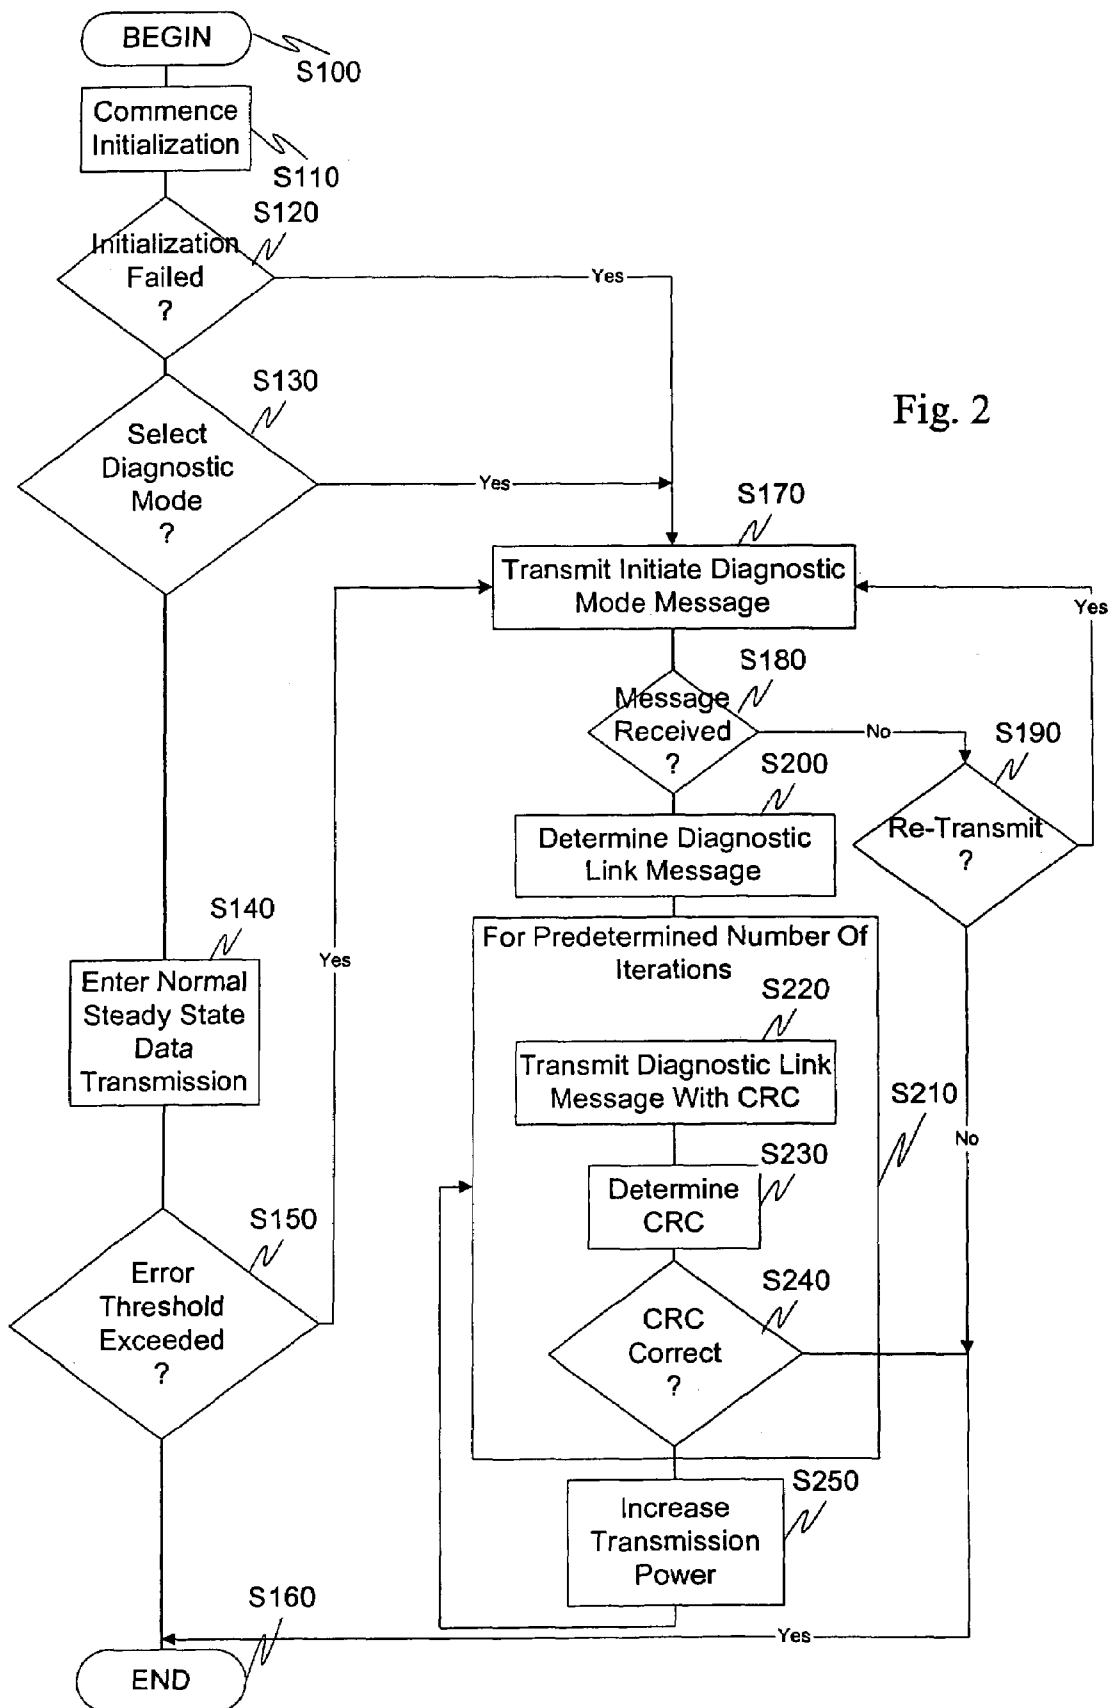 BEGIN
S100
Commence
Initialization
S110
S120
Initialization
Failed
?
Yes
S130
Select
Diagnostic
Mode
?
Yes
Fig. 2
S170
Transmit Initiate Diagnostic
Mode Message
Yes
S180
Message
Received
?
No
S190
Re-Transmit
?
S200
Determine Diagnostic
Link Message
S140
Enter Normal
Steady State
Data
Transmission
Yes
For Predetermined Number Of
Iterations
S220
Transmit Diagnostic Link
Message With CRC
S210
No
S230
Determine
CRC
S150
Error
Threshold
Exceeded
?
S240
CRC
Correct
?
S250
Increase
Transmission
Power
S160
Yes
END